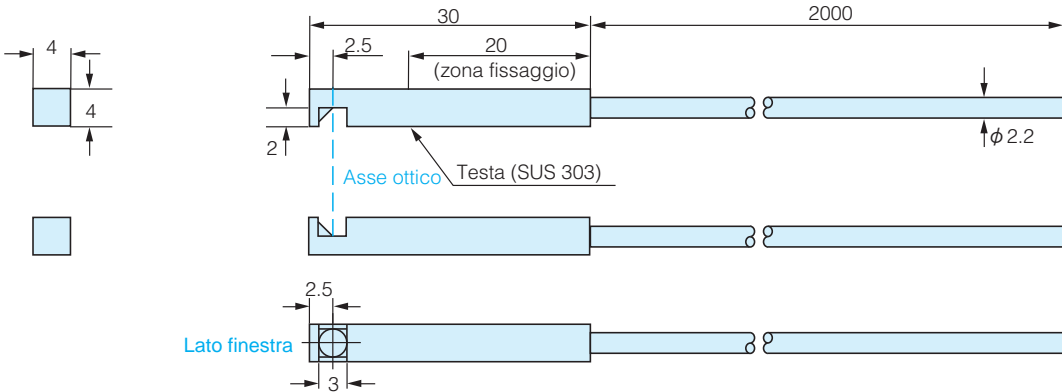 30
2000
4
2.5
20
(zona fissaggio)
4
2
φ2.2
Asse ottico
Testa (SUS 303)
2.5
Lato finestra
3